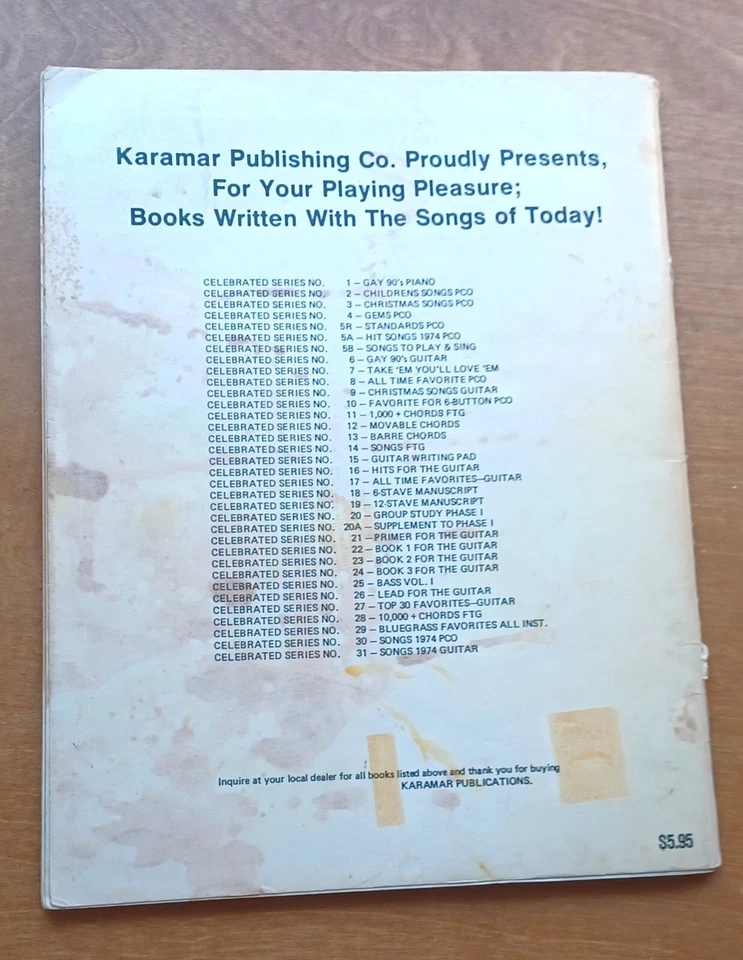 Karamar Publishing Co. Proudly Presents,
For Your Playing Pleasure;
Books Written With The Songs of Today!
CELEBRATED SERIES NO. 1 – GAY 90's PIANO
CELEBRATED SERIES NO. 2 – CHILDRENS SONGS PCO
CELEBRATED SERIES NO. 3 – CHRISTMAS SONGS PCO
CELEBRATED SERIES NO. 4 – GEMS PCO
CELEBRATED SERIES NO. 5R – STANDARDS PCO
CELEBRATED SERIES NO. 5A – HIT SONGS 1974 PCO
CELEBRATED SERIES NO. 5B – SONGS TO PLAY & SING
CELEBRATED SERIES NO. 6 – GAY 90's GUITAR
CELEBRATED SERIES NO. 7 – TAKE 'EM YOU'LL LOVE 'EM
CELEBRATED SERIES NO. 8 – ALL TIME FAVORITE PCO
CELEBRATED SERIES NO. 9 – CHRISTMAS SONGS GUITAR
CELEBRATED SERIES NO. 10 – FAVORITE FOR 6-BUTTON PCO
CELEBRATED SERIES NO. 11 – 1,000 + CHORDS FTG
CELEBRATED SERIES NO. 12 – MOVABLE CHORDS
CELEBRATED SERIES NO. 13 – BARRE CHORDS
CELEBRATED SERIES NO. 14 – SONGS FTG
CELEBRATED SERIES NO. 15 – GUITAR WRITING PAD
CELEBRATED SERIES NO. 16 – HITS FOR THE GUITAR
CELEBRATED SERIES NO. 17 – ALL TIME FAVORITES–GUITAR
CELEBRATED SERIES NO. 18 – 6-STAVE MANUSCRIPT
CELEBRATED SERIES NO. 19 – 12-STAVE MANUSCRIPT
CELEBRATED SERIES NO. 20 – GROUP STUDY PHASE I
CELEBRATED SERIES NO. 20A – SUPPLEMENT TO PHASE I
CELEBRATED SERIES NO. 21 – PRIMER FOR THE GUITAR
CELEBRATED SERIES NO. 22 – BOOK 1 FOR THE GUITAR
CELEBRATED SERIES NO. 23 – BOOK 2 FOR THE GUITAR
CELEBRATED SERIES NO. 24 – BOOK 3 FOR THE GUITAR
CELEBRATED SERIES NO. 25 – BASS VOL. I
CELEBRATED SERIES NO. 26 – LEAD FOR THE GUITAR
CELEBRATED SERIES NO. 27 – TOP 30 FAVORITES–GUITAR
CELEBRATED SERIES NO. 28 – 10,000 + CHORDS FTG
CELEBRATED SERIES NO. 29 – BLUEGRASS FAVORITES ALL INST.
CELEBRATED SERIES NO. 30 – SONGS 1974 PCO
CELEBRATED SERIES NO. 31 – SONGS 1974 GUITAR
Inquire at your local dealer for all books listed above and thank you for buying
KARAMAR PUBLICATIONS.
$5.95